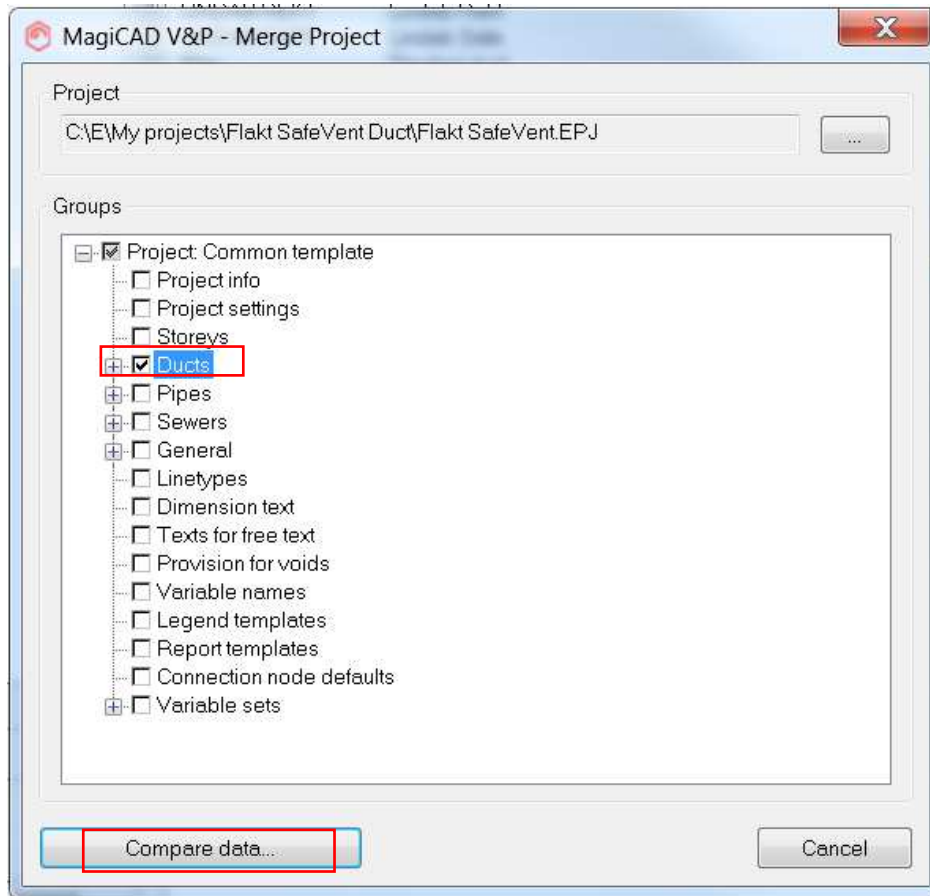 MagiCAD V&P - Merge Project
X
Project
C:\E\My projects\Flakt SafeVent Duct\Flakt SafeVent.EPJ
...
Groups
Project: Common template
Project info
Project settings
Storeys
Ducts
Pipes
Sewers
General
Linetypes
Dimension text
Texts for free text
Provision for voids
Variable names
Legend templates
Report templates
Connection node defaults
Variable sets
Compare data...
Cancel